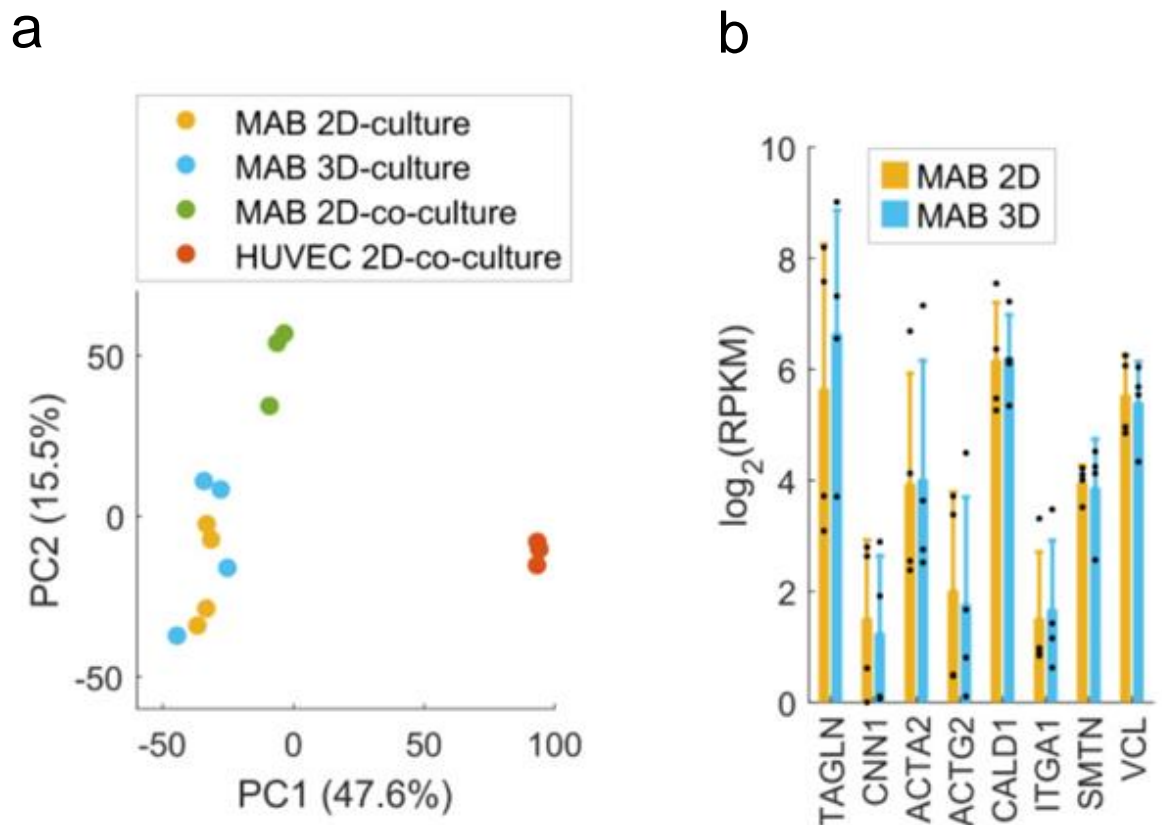 a
b
MAB 2D-culture
MAB 3D-culture
MAB 2D-co-culture
HUVEC 2D-co-culture
50
0
-50
PC2 (15.5%)
-50 0 50 100
PC1 (47.6%)
MAB 2D
MAB 3D
10
8
6
4
2
0
log2(RPKM)
TAGLN
CNN1
ACTA2
ACTG2
CALD1
ITGA1
SMTN
VCL